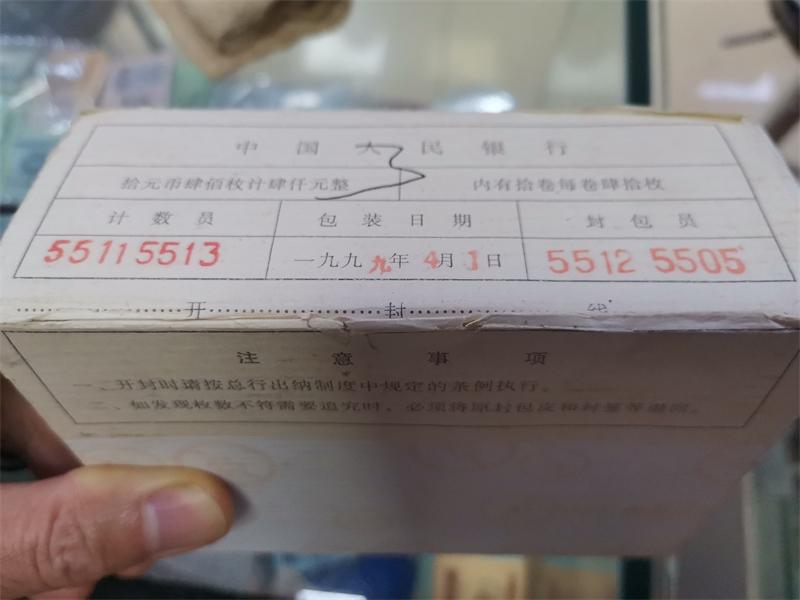 中国人民银行
拾元币肆佰枚计肆仟元整 内有拾卷每卷肆拾枚
计数员 包装日期 封包员
55115513 一九九九年4月1日 55125505
开封线
注意事项
一、开封时请按总行出纳制度中规定的条例执行。
二、如发现枚数不符需要追究时，必须将原封包皮和封签等退回。